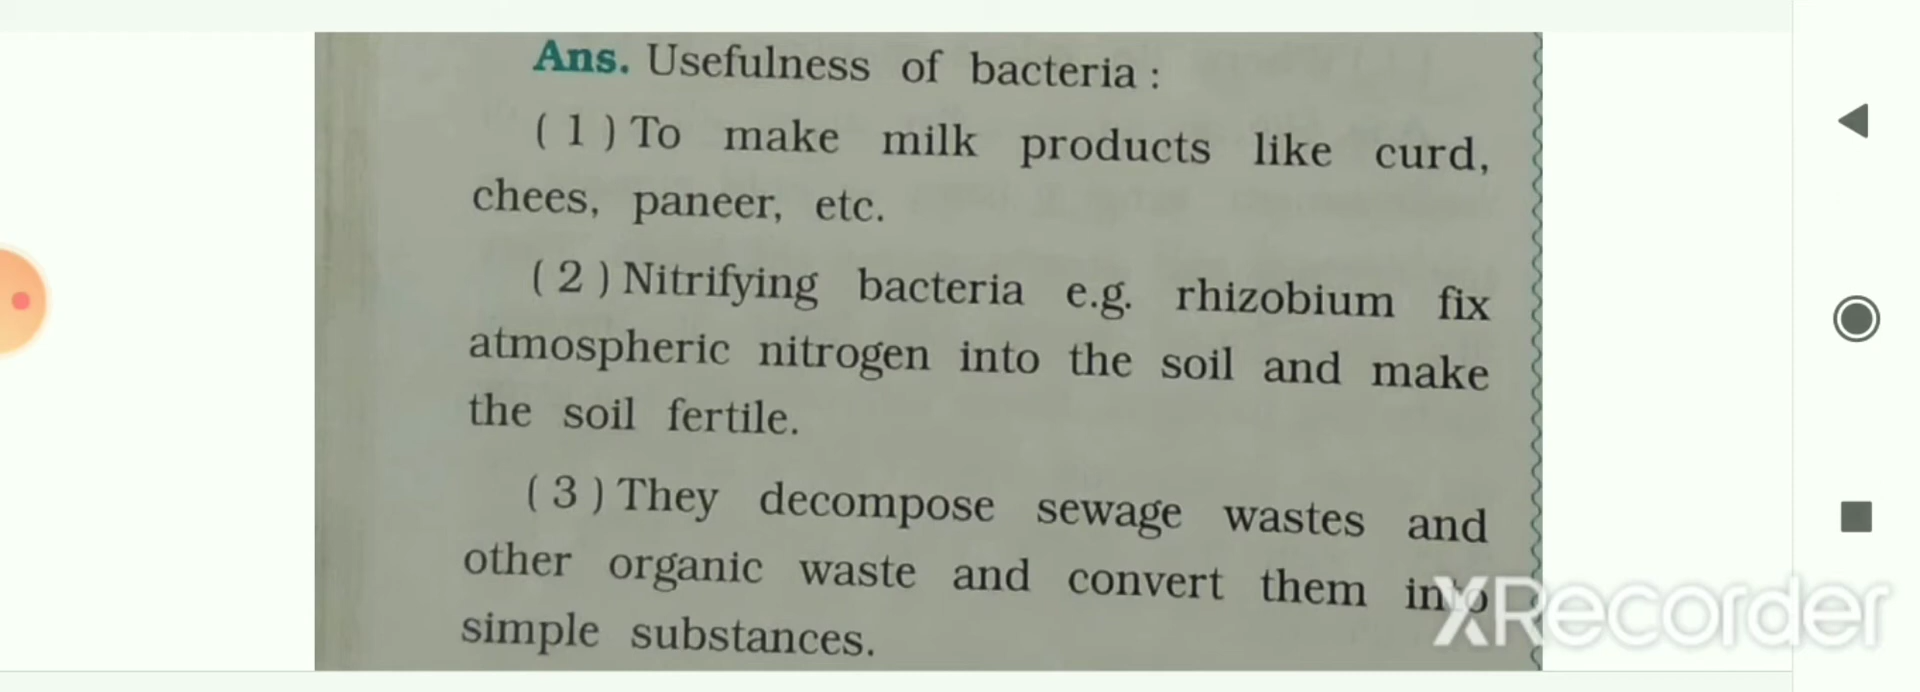 Ans. Usefulness of bacteria :
( 1 ) To make milk products like curd,
chees, paneer, etc.
( 2 ) Nitrifying bacteria e.g. rhizobium fix
atmospheric nitrogen into the soil and make
the soil fertile.
( 3 ) They decompose sewage wastes and
other organic waste and convert them into
simple substances.
XRecorder